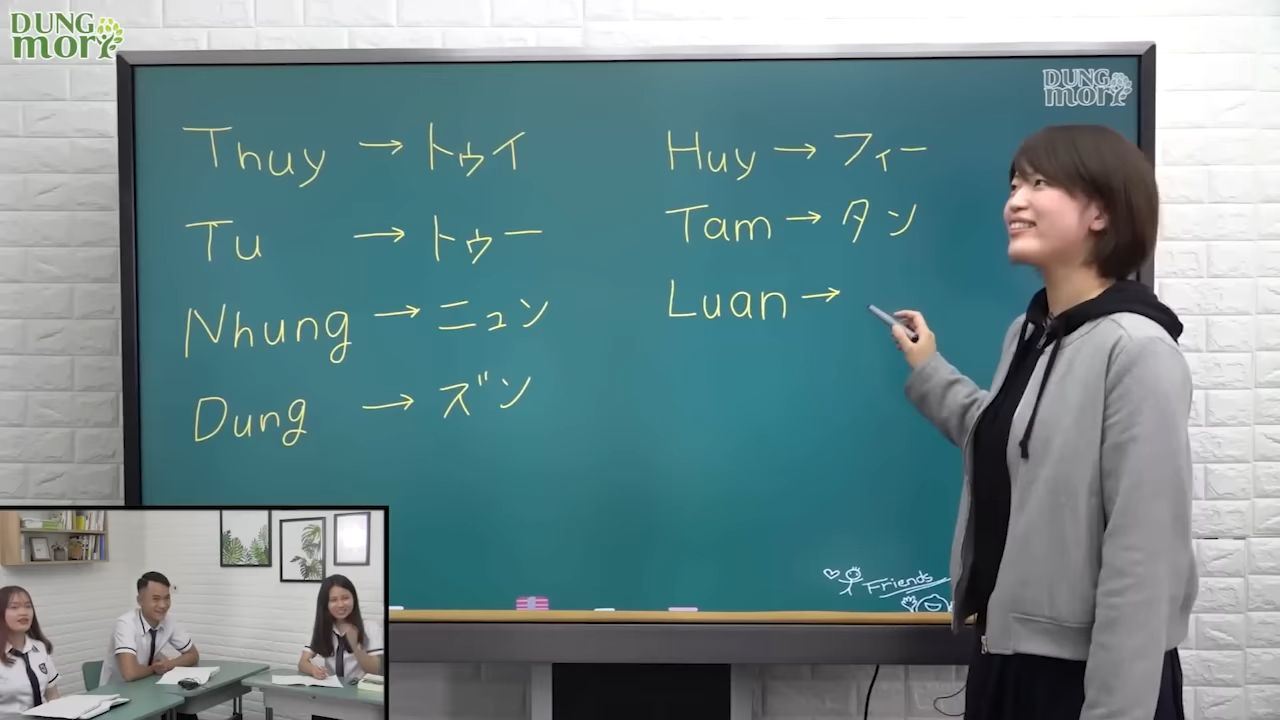 DUNG
mori
DUNG
mori
Thuy → トゥイ
Tu → トゥー
Nhung → ニュン
Dung → ズン
Huy → フィー
Tam → タン
Luan →
Friends